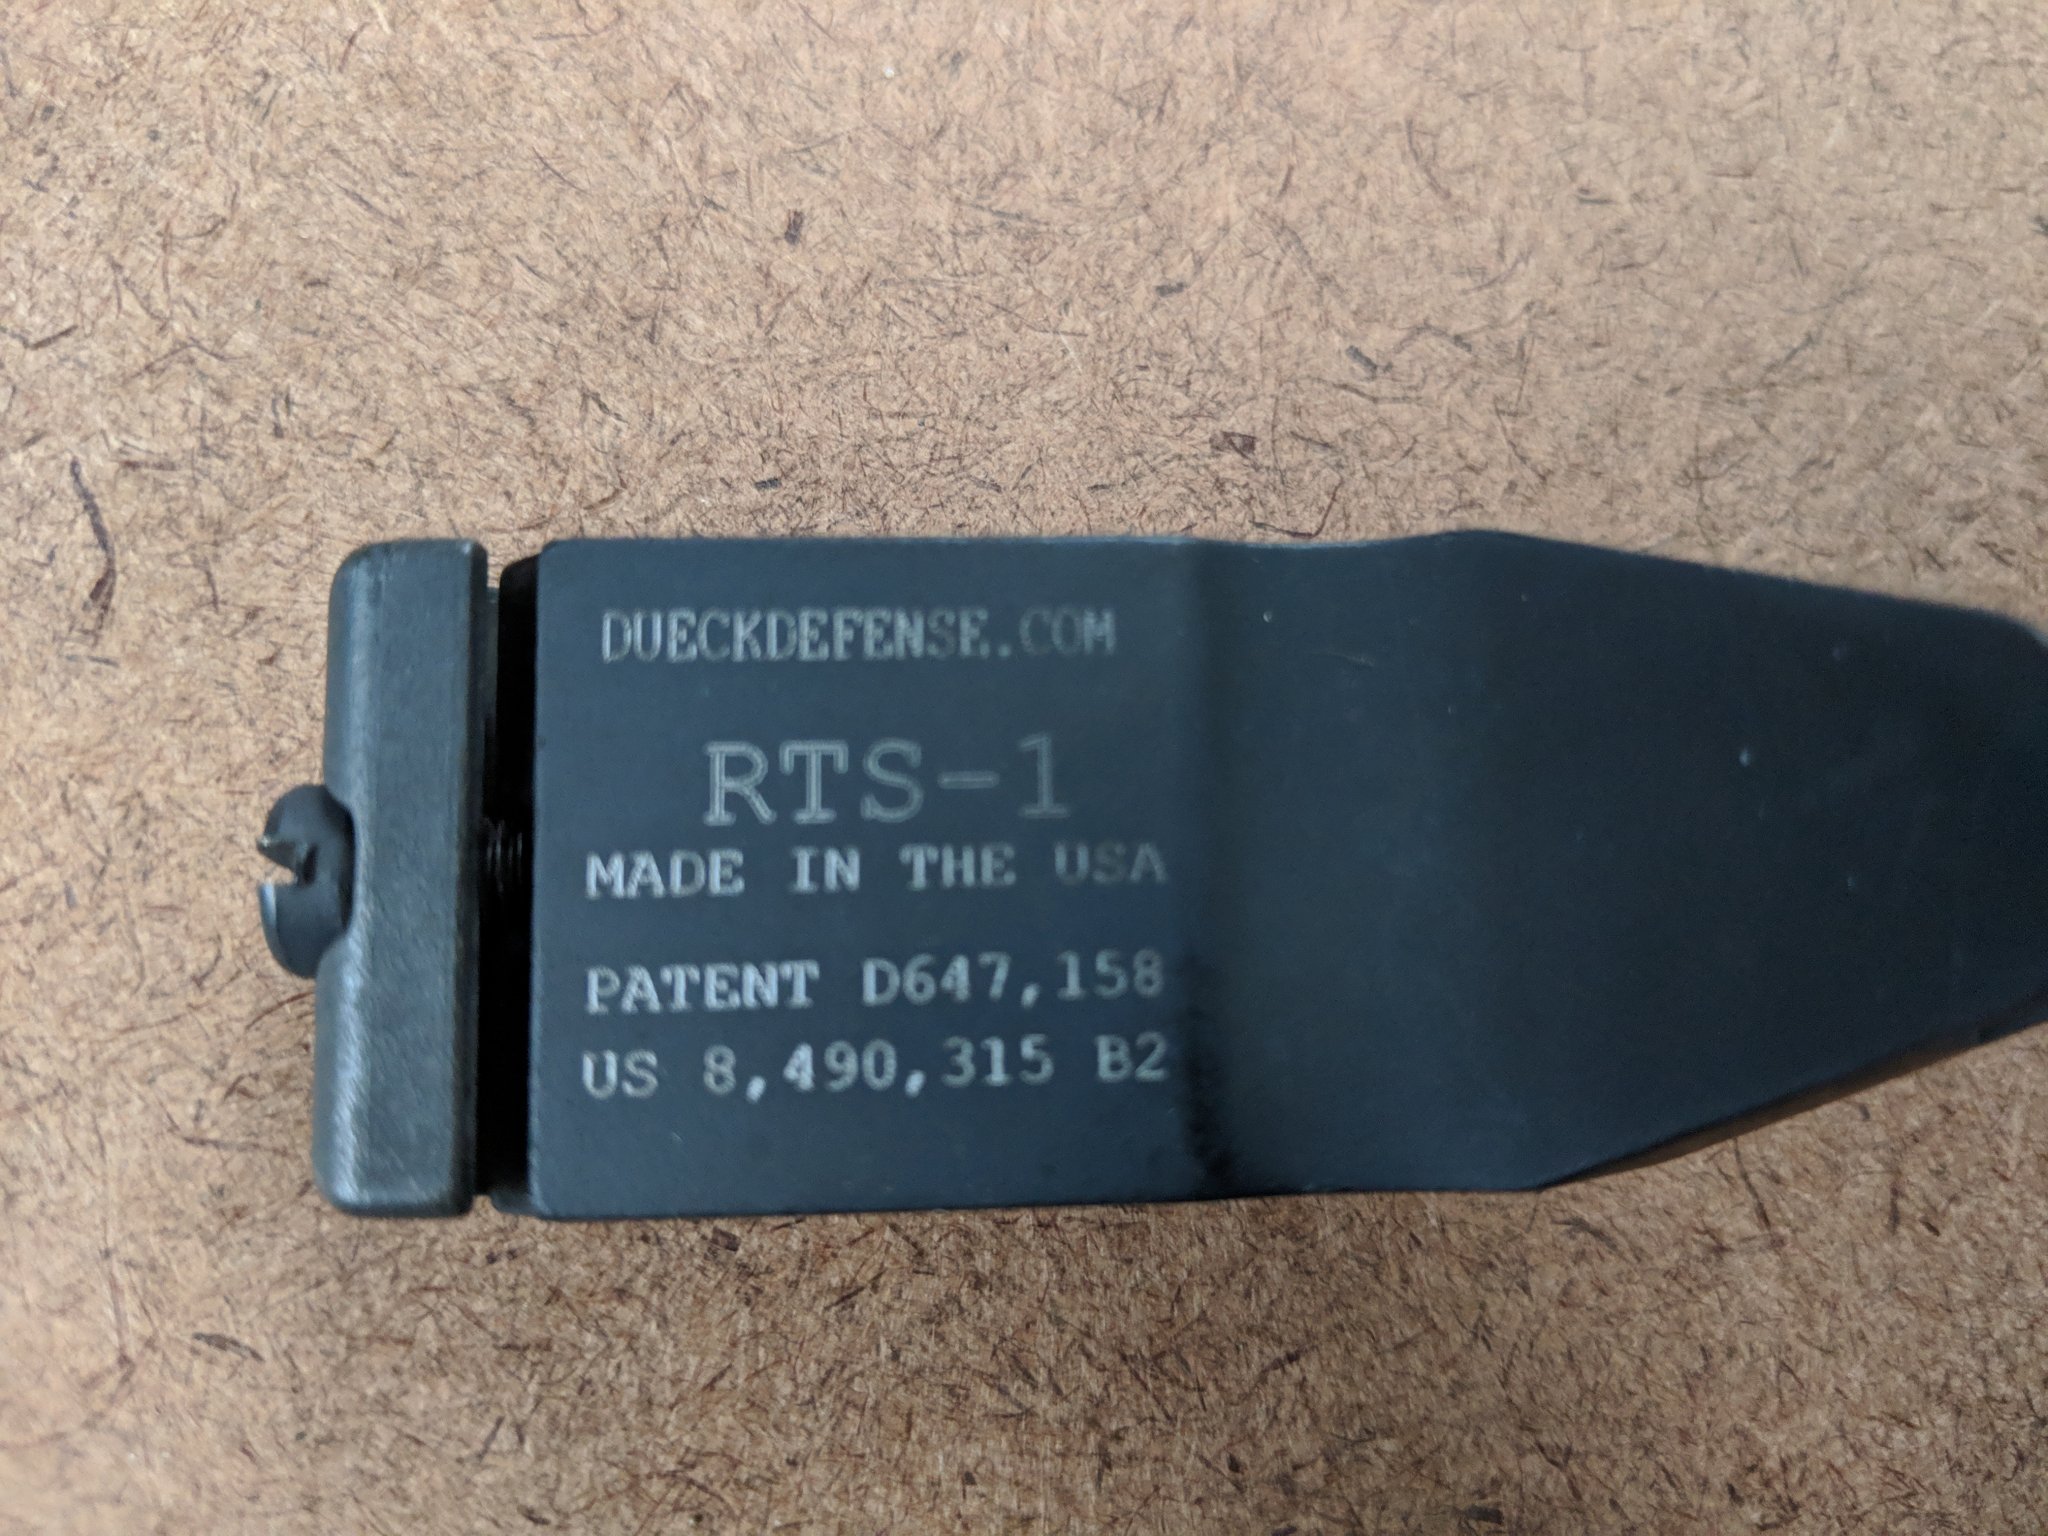 DUECKDEFENSE.COM
RTS-1
MADE IN THE USA
PATENT D647,158
US 8,490,315 B2